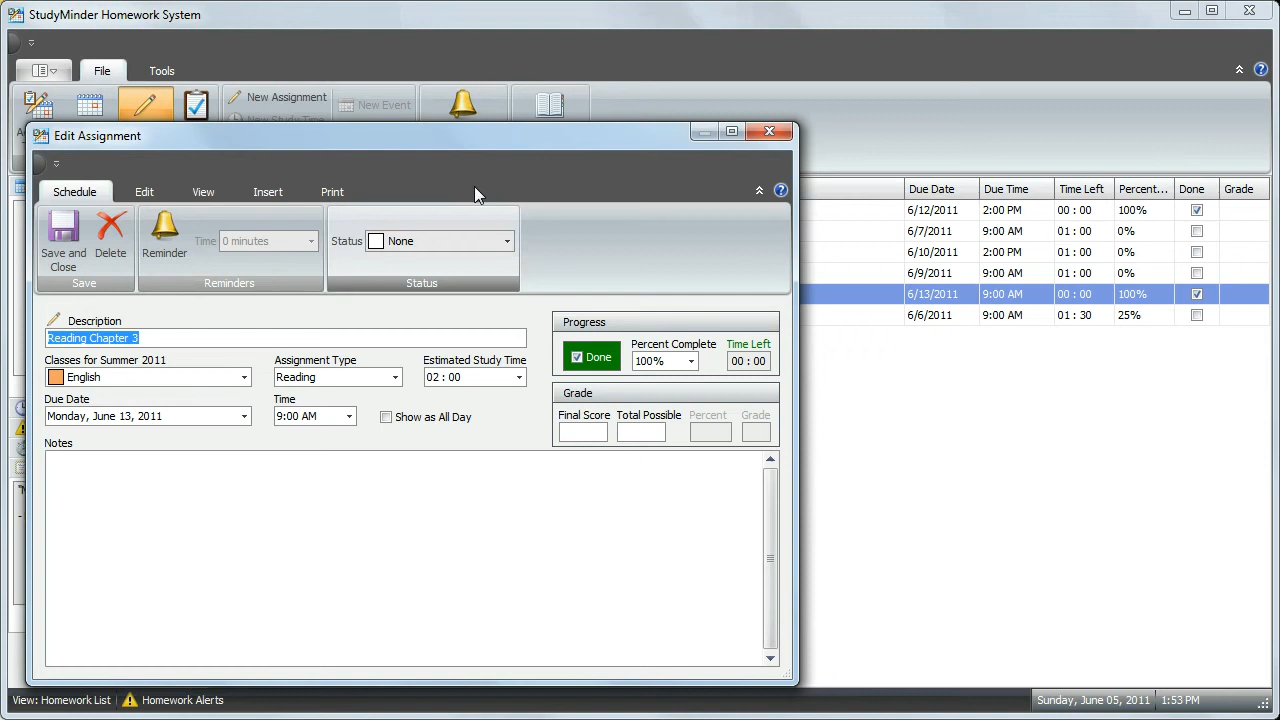 StudyMinder Homework System
File Tools
New Assignment
New Event
New Study Time
Edit Assignment
Schedule Edit View Insert Print
Save and
Close
Delete
Reminder
Time 0 minutes
Status None
Save Reminders Status
Description
Reading Chapter 3
Classes for Summer 2011 Assignment Type Estimated Study Time
English Reading 02 : 00
Due Date Time
Monday, June 13, 2011 9:00 AM Show as All Day
Progress
Done
Percent Complete Time Left
100% 00 : 00
Grade
Final Score Total Possible Percent Grade
Notes
Due Date Due Time Time Left Percent... Done Grade
6/12/2011 2:00 PM 00 : 00 100%
6/7/2011 9:00 AM 01 : 00 0%
6/10/2011 2:00 PM 01 : 00 0%
6/9/2011 9:00 AM 01 : 00 0%
6/13/2011 9:00 AM 00 : 00 100%
6/6/2011 9:00 AM 01 : 30 25%
View: Homework List Homework Alerts Sunday, June 05, 2011 1:53 PM